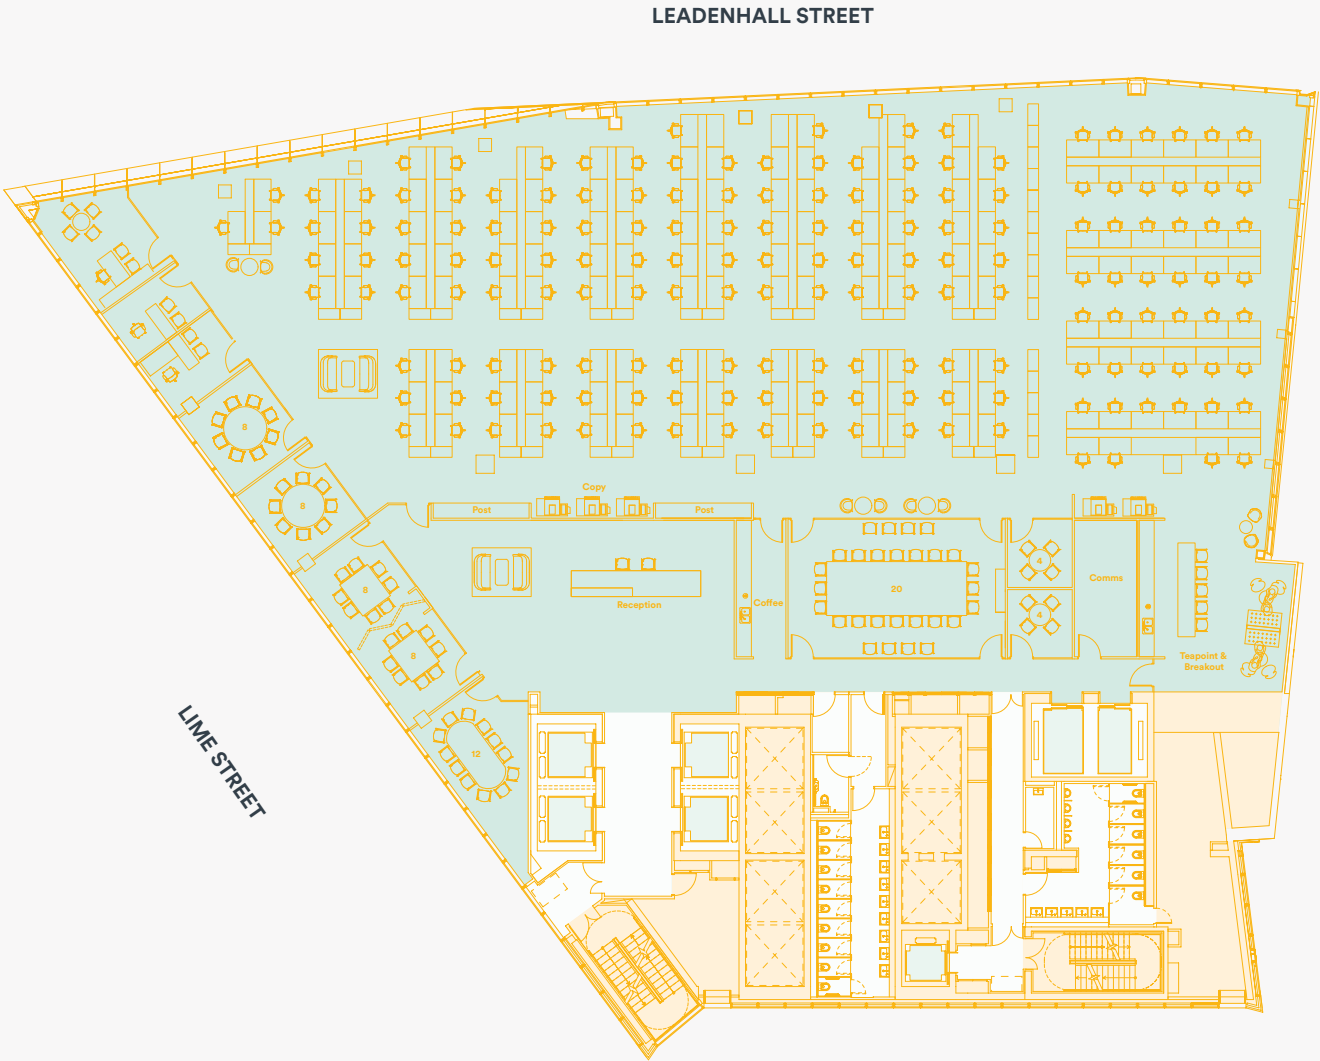 LEADENHALL STREET
8
8
Copy
Post
Post
8
Reception
Coffee
20
4
4
Comms
8
Teapoint &
Breakout
LIME STREET
12